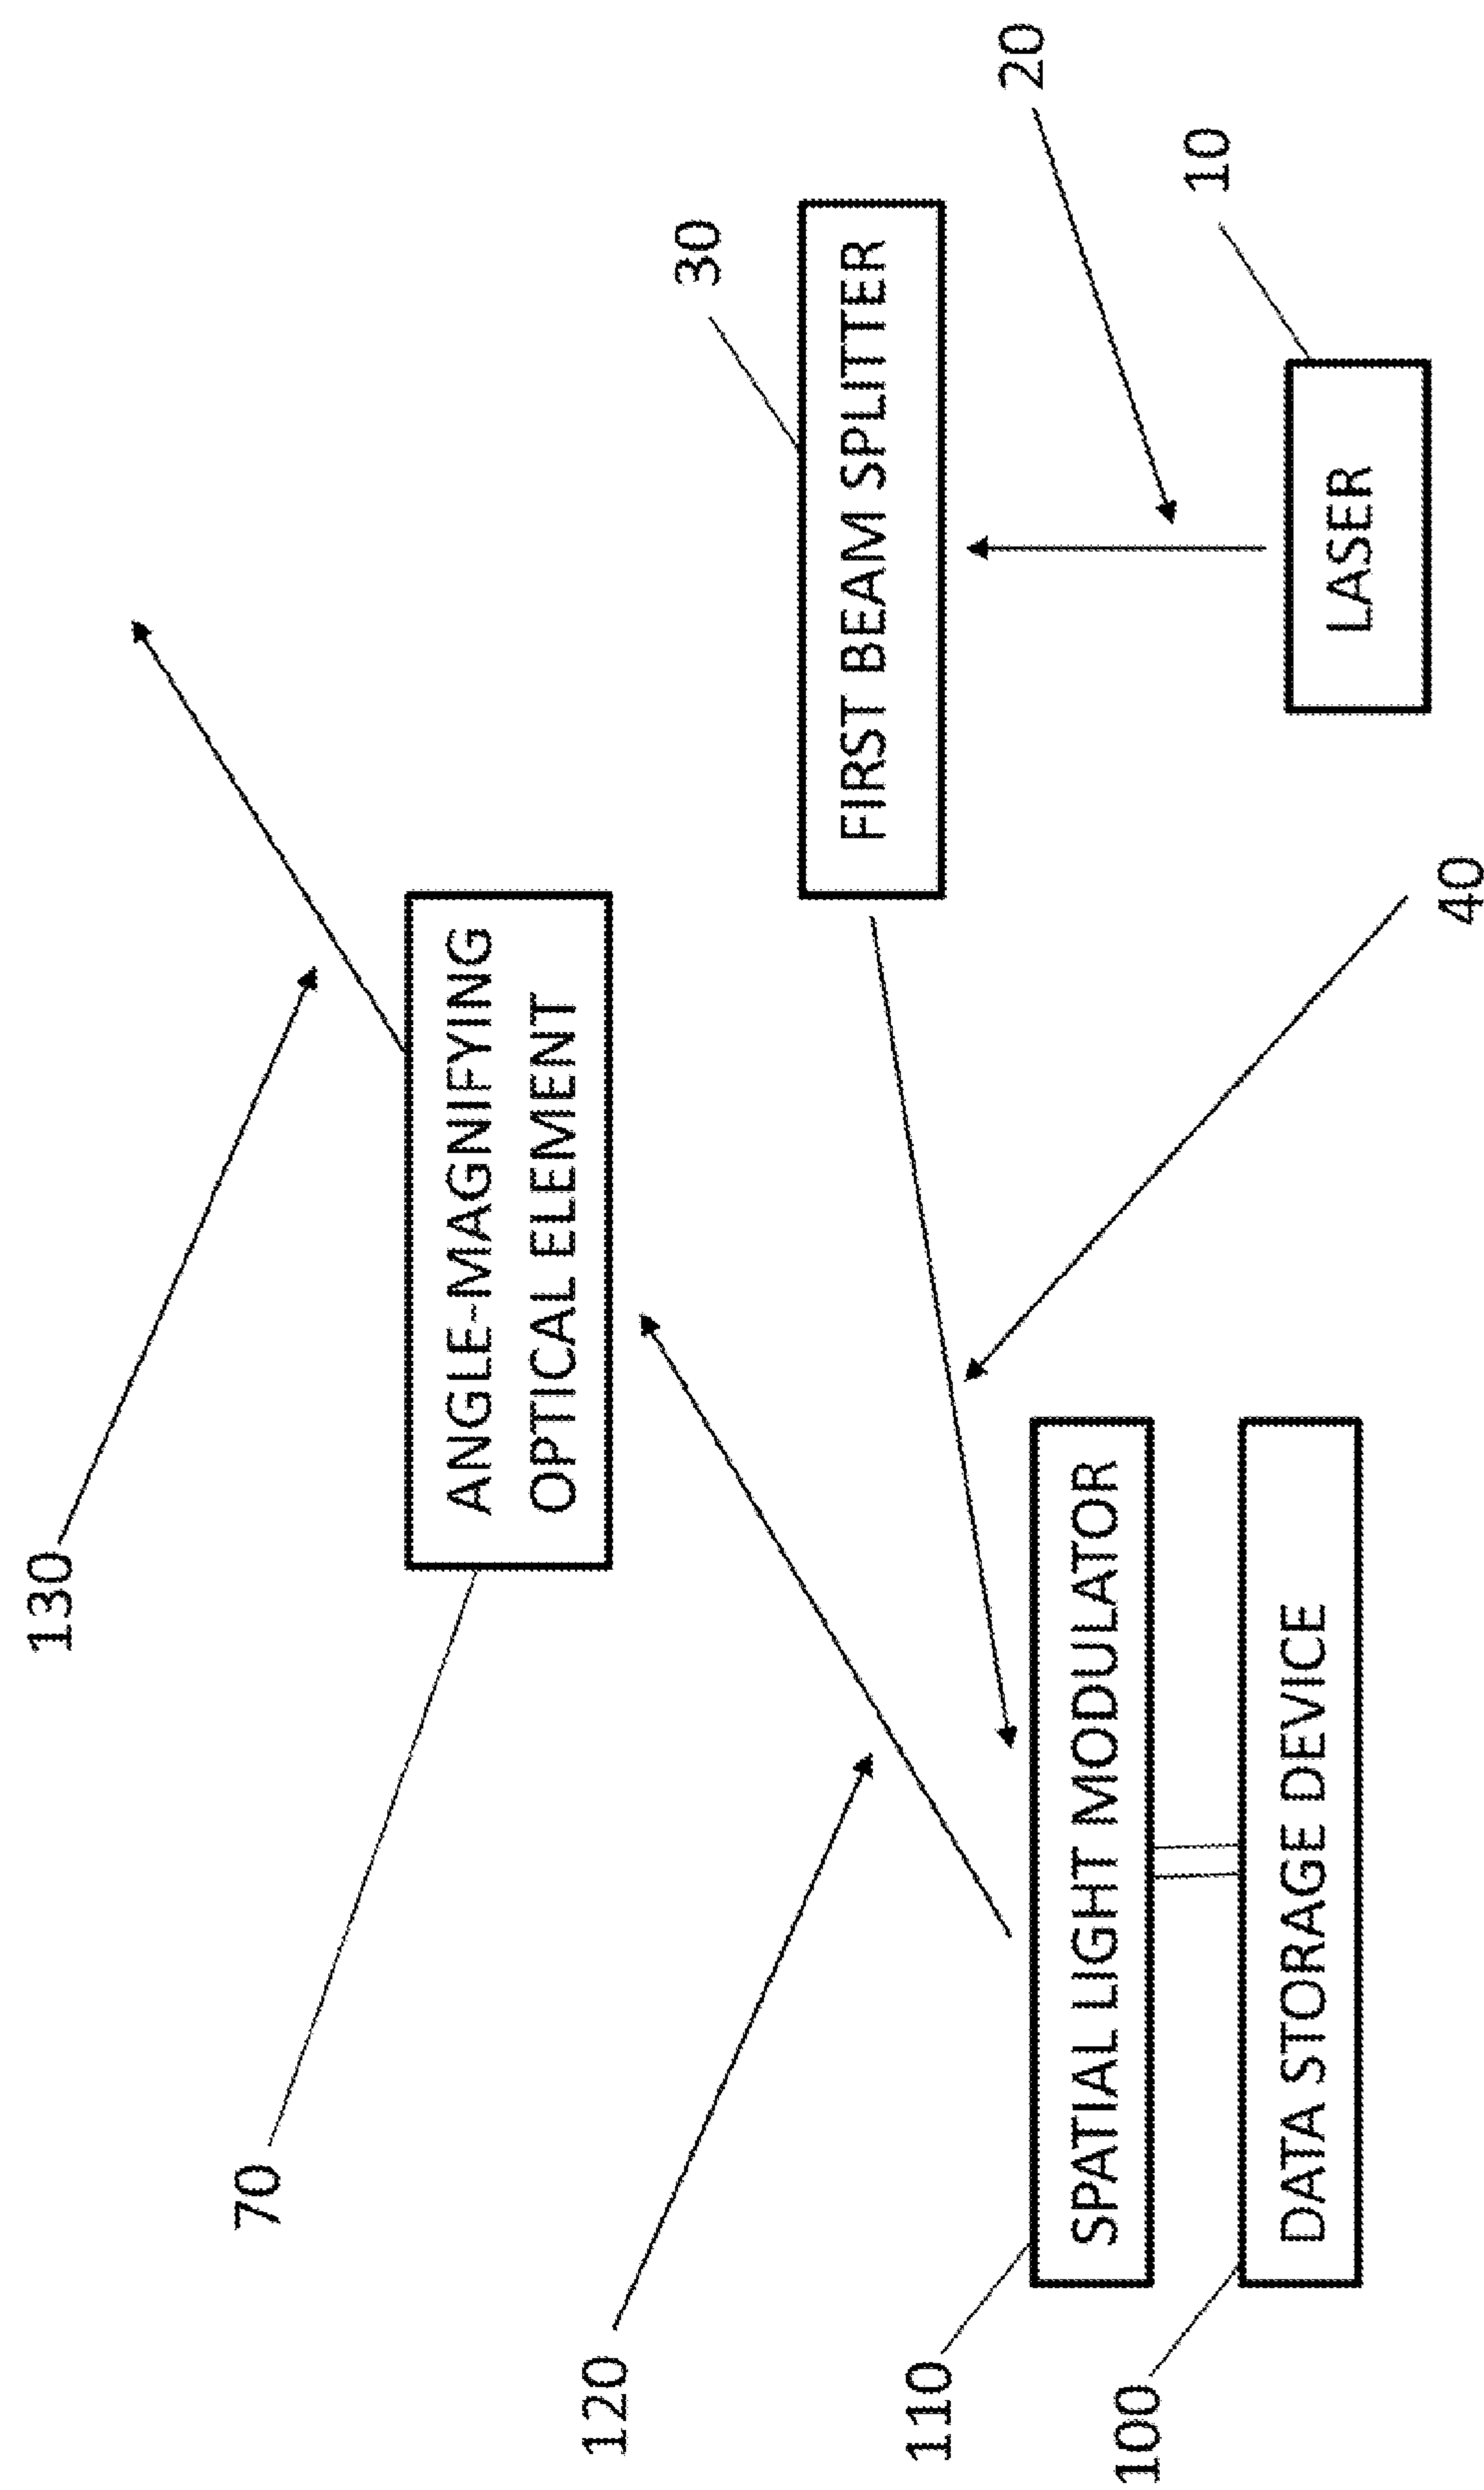 130
70
ANGLE-MAGNIFYING
OPTICAL ELEMENT
120
30
FIRST BEAM SPLITTER
20
110
SPATIAL LIGHT MODULATOR
10
100
DATA STORAGE DEVICE
LASER
40